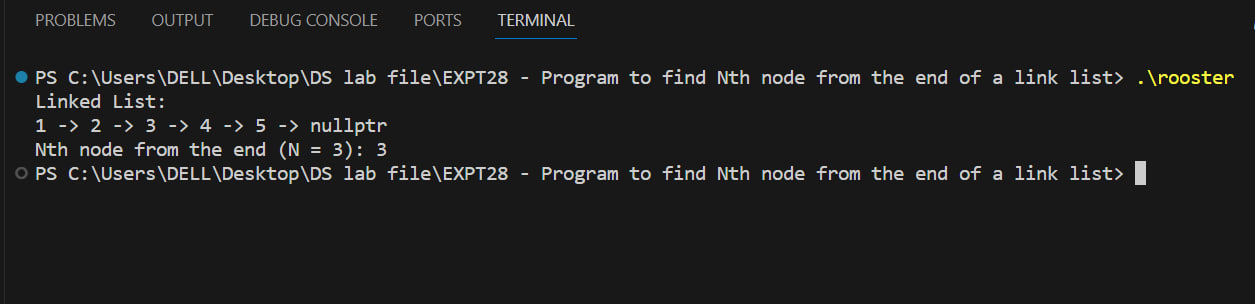 PROBLEMS OUTPUT DEBUG CONSOLE PORTS TERMINAL
PS C:\Users\DELL\Desktop\DS lab file\EXPT28 - Program to find Nth node from the end of a link list> .\rooster
Linked List:
1 -> 2 -> 3 -> 4 -> 5 -> nullptr
Nth node from the end (N = 3): 3
PS C:\Users\DELL\Desktop\DS lab file\EXPT28 - Program to find Nth node from the end of a link list>